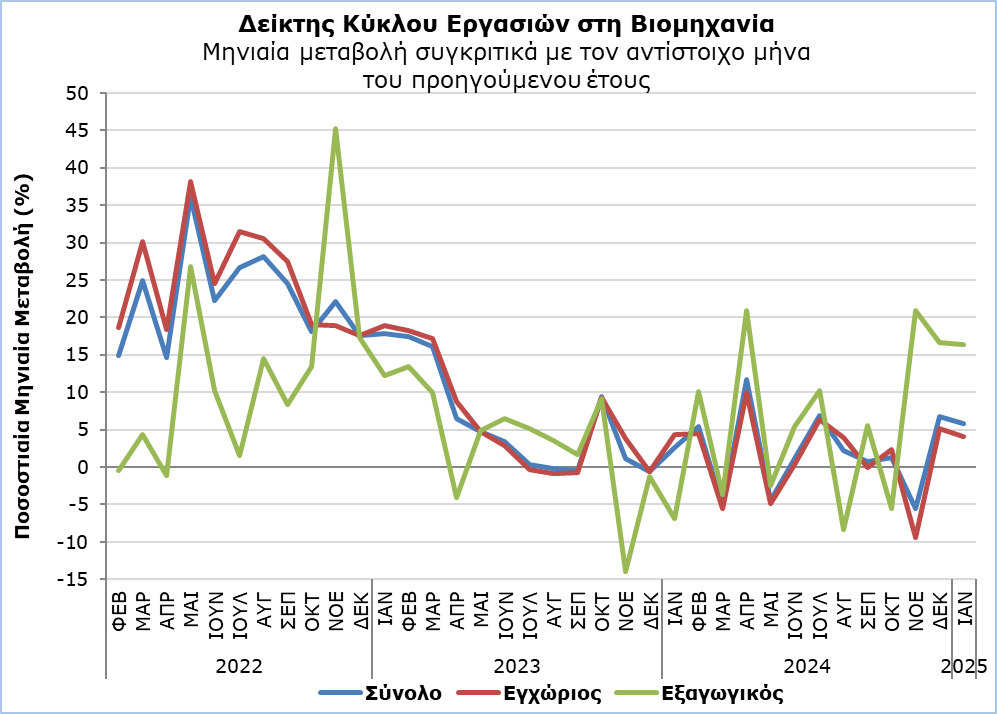 Δείκτης Κύκλου Εργασιών στη Βιομηχανία
Μηνιαία μεταβολή συγκριτικά με τον αντίστοιχο μήνα
του προηγούμενου έτους
Ποσοστιαία Μηνιαία Μεταβολή (%)
50
45
40
35
30
25
20
15
10
5
0
-5
-10
-15
ΦΕΒ ΜΑΡ ΑΠΡ ΜΑΙ ΙΟΥΝ ΙΟΥΛ ΑΥΓ ΣΕΠ ΟΚΤ ΝΟΕ ΔΕΚ ΙΑΝ ΦΕΒ ΜΑΡ ΑΠΡ ΜΑΙ ΙΟΥΝ ΙΟΥΛ ΑΥΓ ΣΕΠ ΟΚΤ ΝΟΕ ΔΕΚ ΙΑΝ ΦΕΒ ΜΑΡ ΑΠΡ ΜΑΙ ΙΟΥΝ ΙΟΥΛ ΑΥΓ ΣΕΠ ΟΚΤ ΝΟΕ ΔΕΚ ΙΑΝ
2022 2023 2024 2025
Σύνολο Εγχώριος Εξαγωγικός